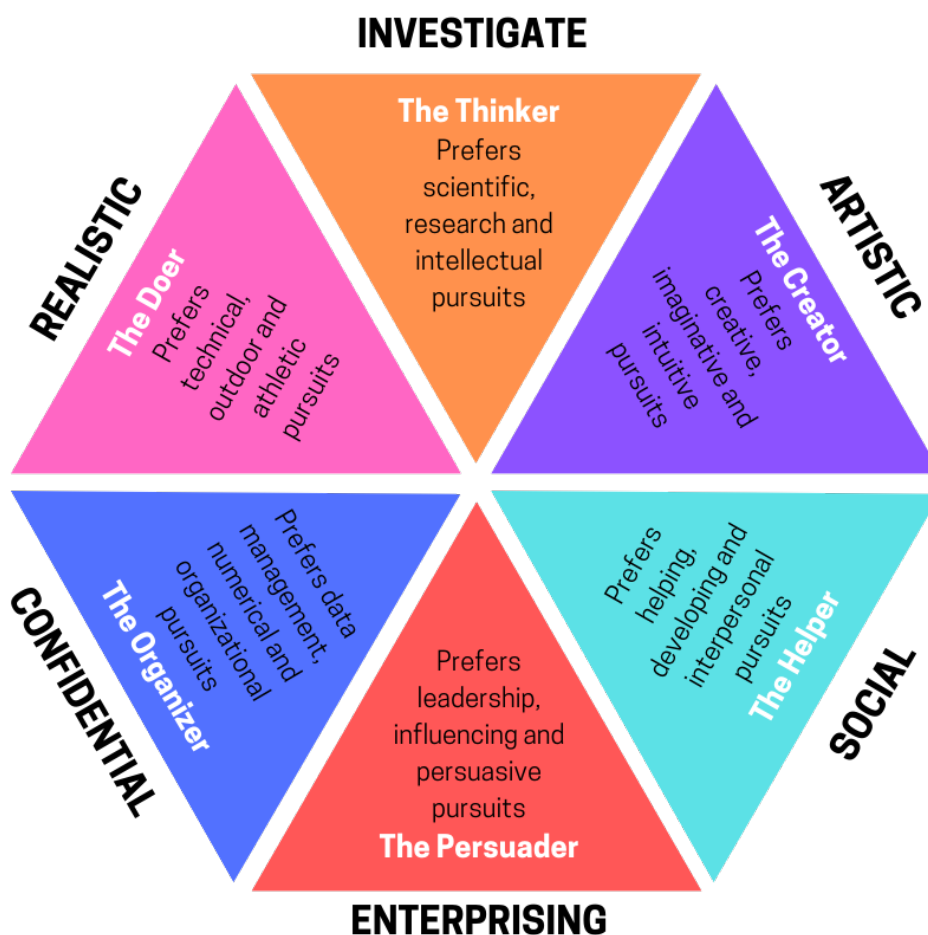 INVESTIGATE
The Thinker
Prefers
scientific,
research and
intellectual
pursuits
ARTISTIC
The Creator
Prefers
creative,
imaginative and
intuitive
pursuits
SOCIAL
Prefers
helping,
developing and
interpersonal
pursuits
The Helper
ENTERPRISING
Prefers
leadership,
influencing and
persuasive
pursuits
The Persuader
CONFIDENTIAL
Prefers data
management,
numerical and
organizational
pursuits
The Organizer
REALISTIC
The Doer
Prefers
technical,
outdoor and
athletic
pursuits